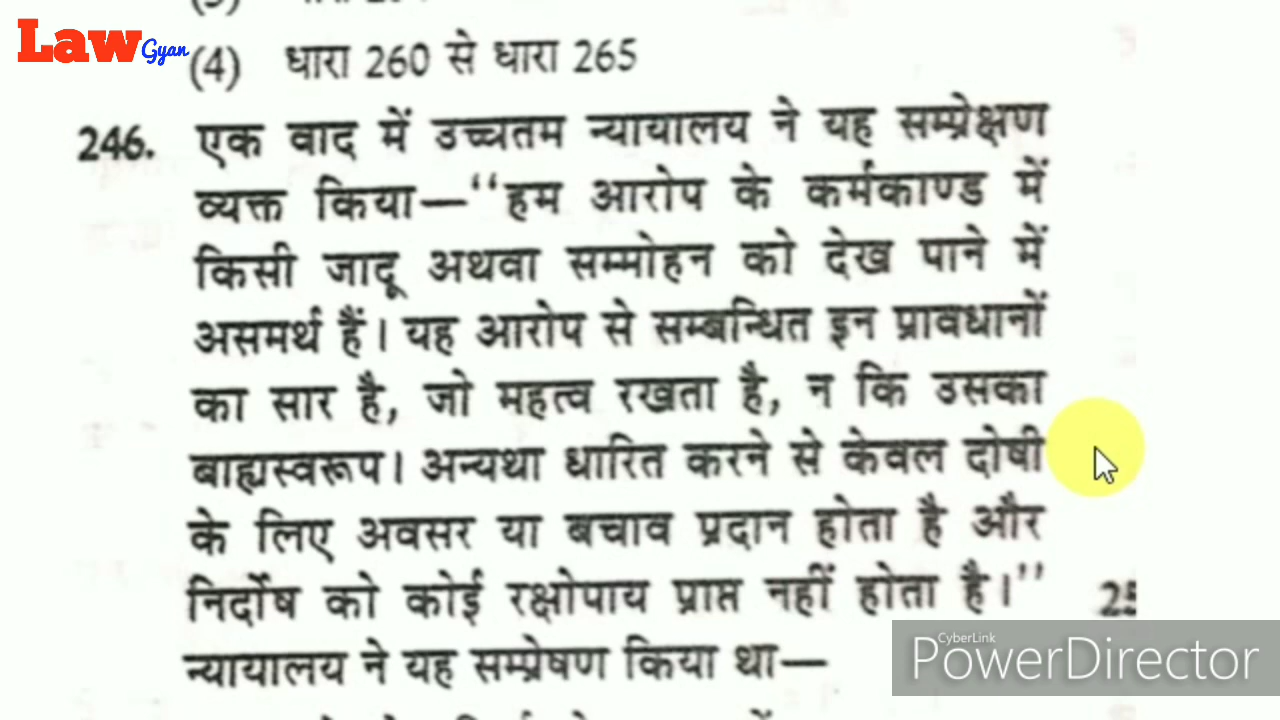 Law Gyan
(4) धारा 260 से धारा 265
246. एक वाद में उच्चतम न्यायालय ने यह सम्प्रेक्षण
व्यक्त किया—“हम आरोप के कर्मकाण्ड में
किसी जादू अथवा सम्मोहन को देख पाने में
असमर्थ हैं। यह आरोप से सम्बन्धित इन प्रावधानों
का सार है, जो महत्व रखता है, न कि उसका
बाह्यस्वरूप। अन्यथा धारित करने से केवल दोषी
के लिए अवसर या बचाव प्रदान होता है और
निर्दोष को कोई रक्षोपाय प्राप्त नहीं होता है।”
न्यायालय ने यह सम्प्रेषण किया था—
CyberLink
PowerDirector